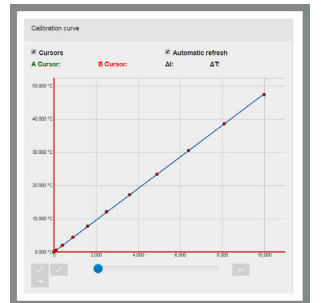 Calibration curve
Cursors
Automatic refresh
A Cursor:
B Cursor:
ΔI:
ΔT:
50.000 °C
40.000 °C
30.000 °C
20.000 °C
10.000 °C
0.000 °C
0
2.000
4.000
6.000
8.000
10.000